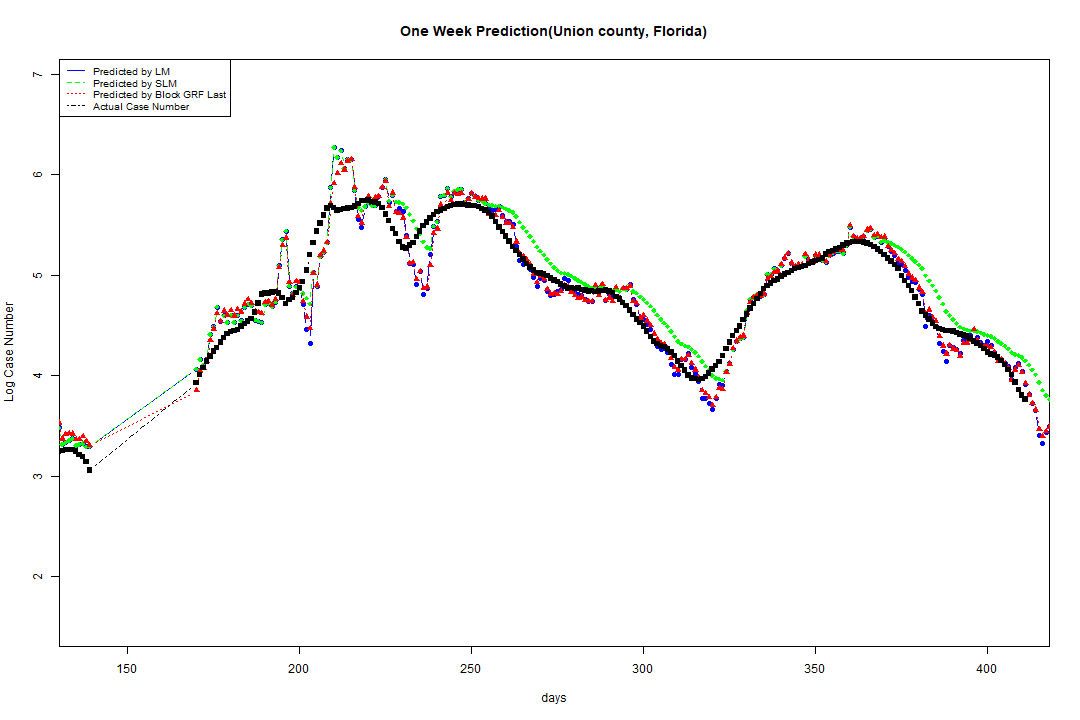 One Week Prediction(Union county, Florida)
Predicted by LM
Predicted by SLM
Predicted by Block GRF Last
Actual Case Number
7
6
5
4
3
2
Log Case Number
150 200 250 300 350 400
days